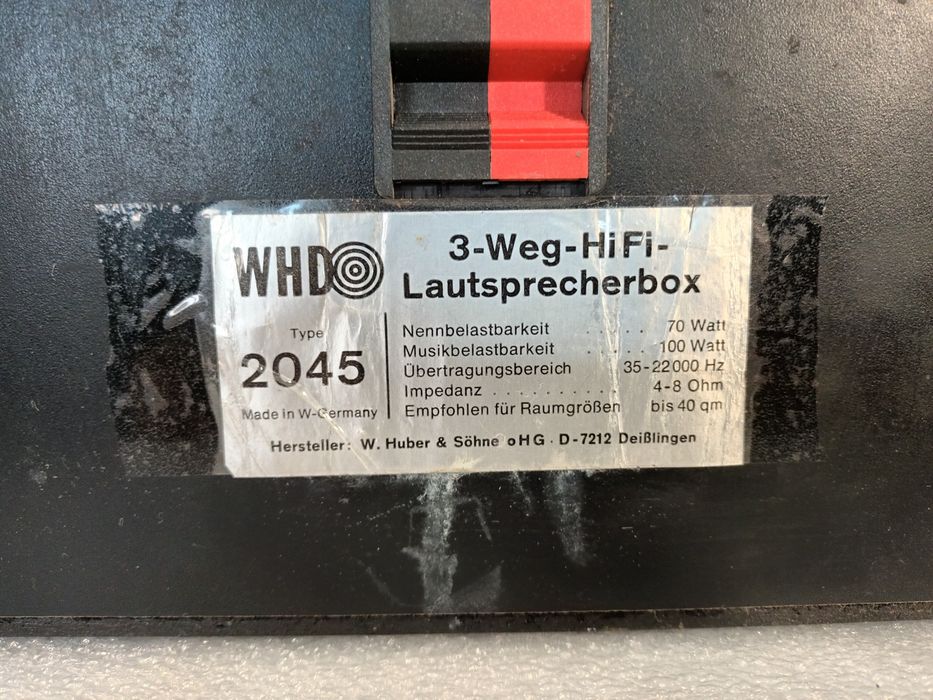 WHD
3-Weg-HiFi-
Lautsprecherbox
Type
2045
Made in W-Germany
Nennbelastbarkeit . . . . . 70 Watt
Musikbelastbarkeit . . . . . 100 Watt
Übertragungsbereich 35-22000 Hz
Impedanz . . . . . . . . . . 4-8 Ohm
Empfohlen für Raumgrößen bis 40 qm
Hersteller: W. Huber & Söhne oHG · D-7212 Deißlingen